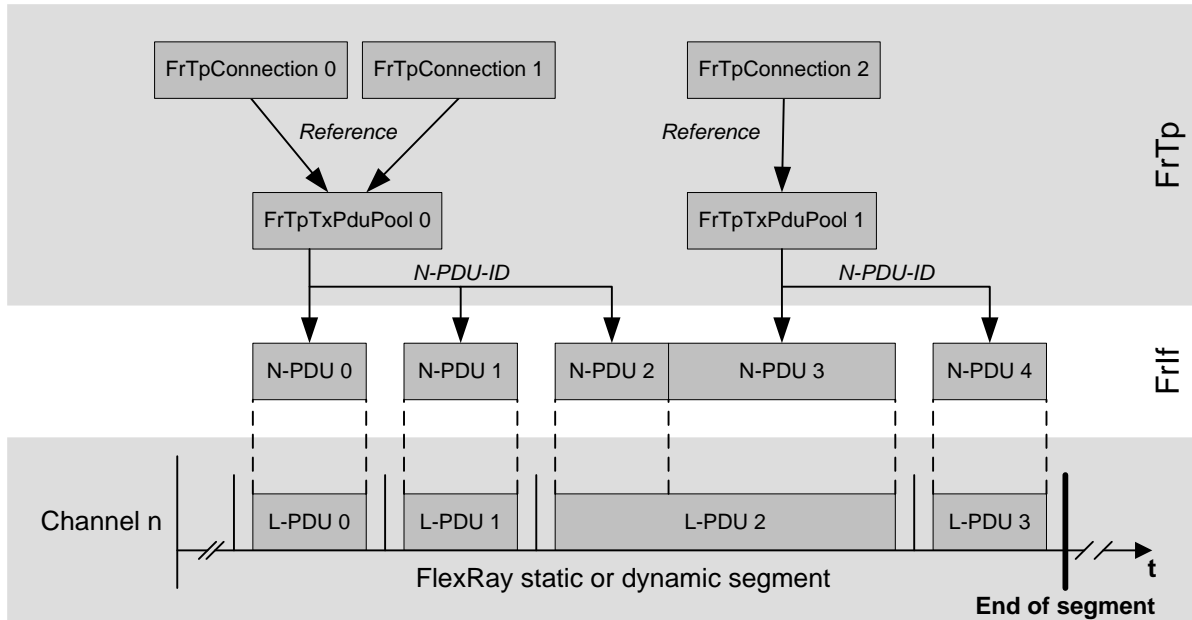 FrTpConnection 0
FrTpConnection 1
FrTpConnection 2
Reference
Reference
FrTp
FrTpTxPduPool 0
FrTpTxPduPool 1
N-PDU-ID
N-PDU-ID
N-PDU 0
N-PDU 1
N-PDU 2
N-PDU 3
N-PDU 4
FrIf
Channel n
L-PDU 0
L-PDU 1
L-PDU 2
L-PDU 3
FlexRay static or dynamic segment
t
End of segment